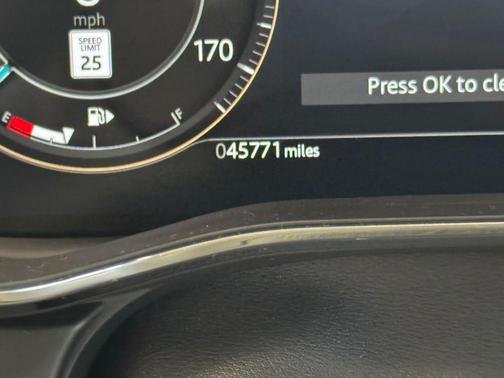 mph
SPEED
LIMIT
25
170
Press OK to cle
E
F
045771 miles